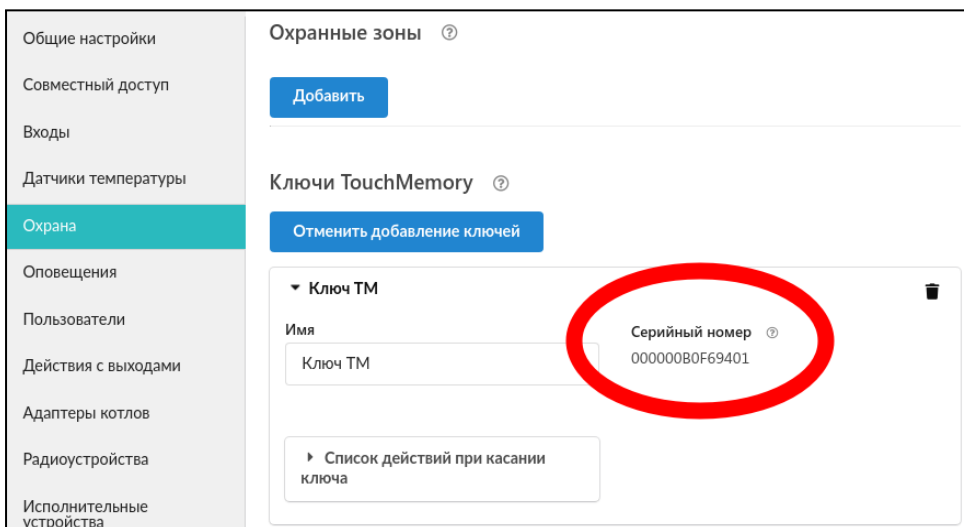 Общие настройки
Совместный доступ
Входы
Датчики температуры
Охрана
Оповещения
Пользователи
Действия с выходами
Адаптеры котлов
Радиоустройства
Исполнительные
устройства
Охранные зоны ?
Добавить
Ключи TouchMemory ?
Отменить добавление ключей
Ключ ТМ
Имя
Ключ ТМ
Серийный номер ?
000000B0F69401
Список действий при касании
ключа